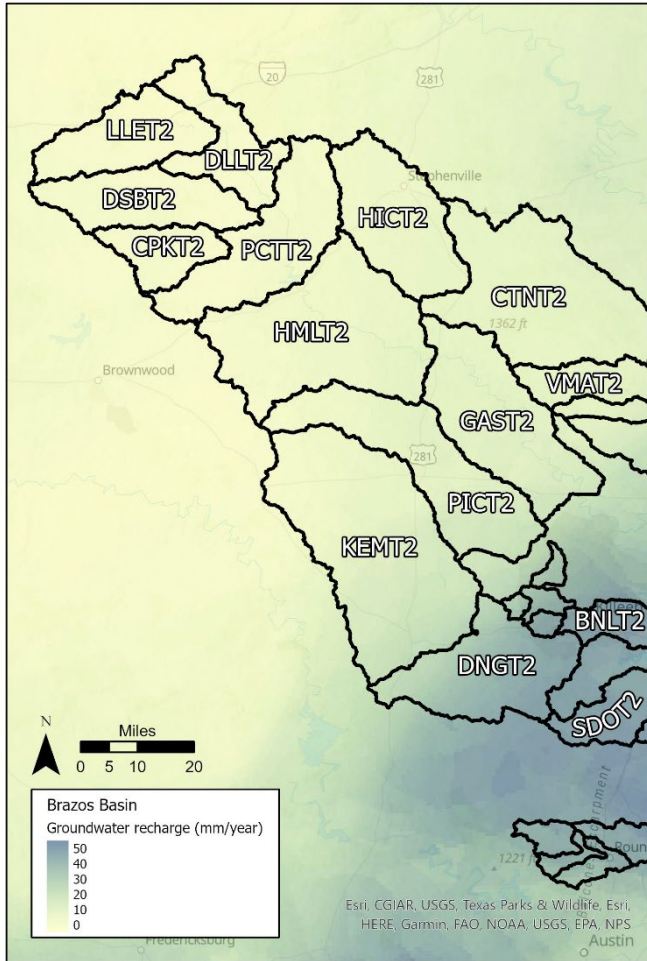 20
281
LLET2
DLLT2
Stephenville
DSBT2
HICT2
CPKT2
PCTT2
CTNT2
1362 ft
HMLT2
Brownwood
VMAT2
GAST2
281
PICT2
KEMT2
Killeen
BNLT2
DNGT2
SDOT2
N
Miles
0 5 10 20
Brazos Basin
Groundwater recharge (mm/year)
50
40
30
20
10
0
1221 ft
Roun
Esri, CGIAR, USGS, Texas Parks & Wildlife, Esri,
HERE, Garmin, FAO, NOAA, USGS, EPA, NPS
Fredericksburg
Austin